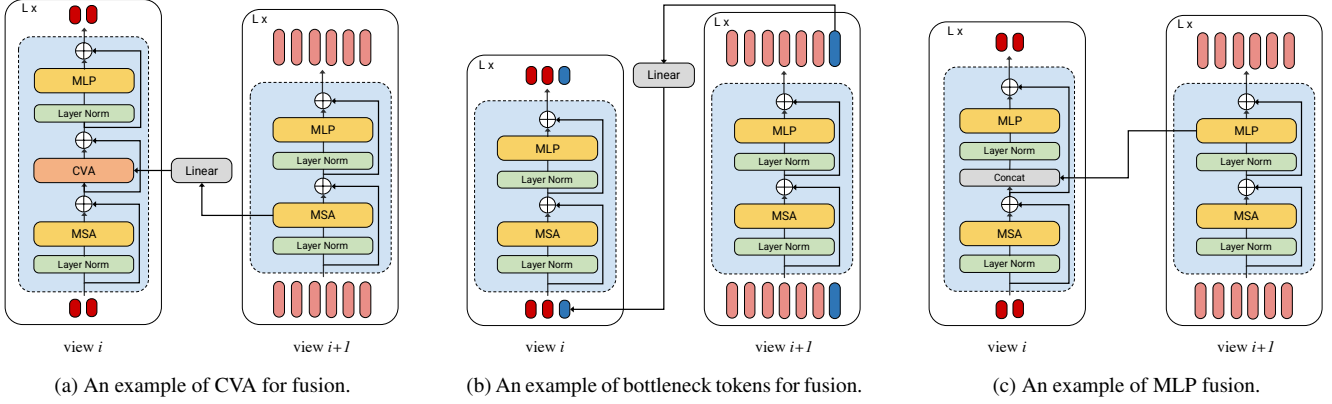 L x
MLP
Layer Norm
CVA
MSA
Layer Norm
view i
Linear
L x
MLP
Layer Norm
MSA
Layer Norm
view i+1
(a) An example of CVA for fusion.
L x
MLP
Layer Norm
MSA
Layer Norm
view i
Linear
L x
MLP
Layer Norm
MSA
Layer Norm
view i+1
(b) An example of bottleneck tokens for fusion.
L x
MLP
Layer Norm
Concat
MSA
Layer Norm
view i
L x
MLP
Layer Norm
MSA
Layer Norm
view i+1
(c) An example of MLP fusion.